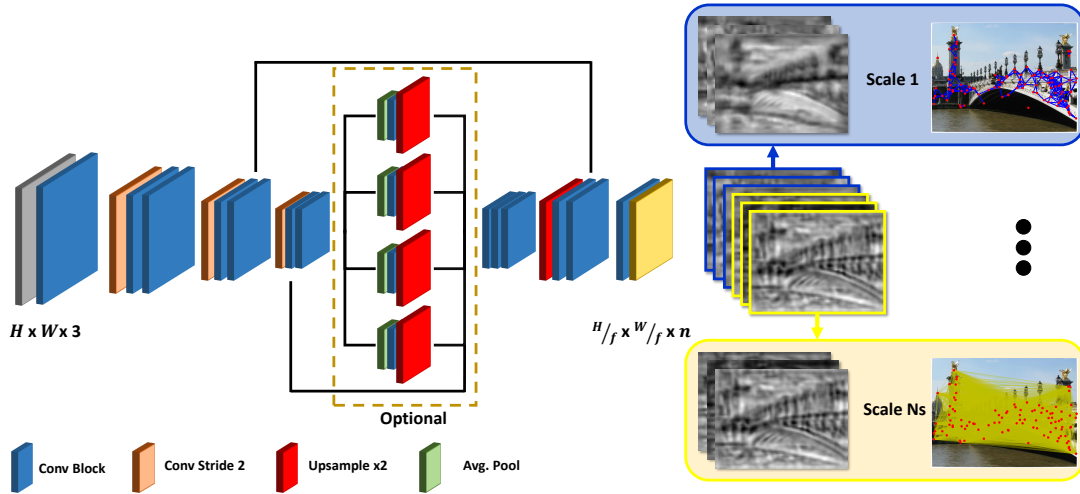 Scale 1
H x W x 3
H/f x W/f x n
Optional
Scale Ns
Conv Block
Conv Stride 2
Upsample x2
Avg. Pool